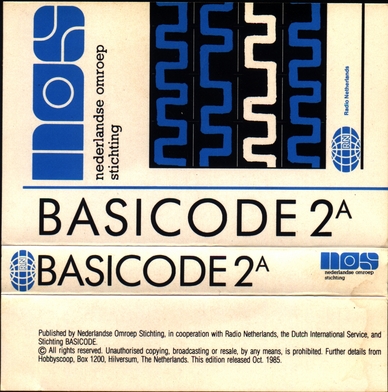 nos
nederlandse omroep
stichting
Radio Nederlands
BASICODE 2A
BASICODE 2A
nos
nederlandse omroep
stichting
Published by Nederlandse Omroep Stichting, in cooperation with Radio Netherlands, the Dutch International Service, and
Stichting BASICODE.
© All rights reserved. Unauthorised copying, broadcasting or resale, by any means, is prohibited. Further details from
Hobbyscoop, Box 1200, Hilversum, The Netherlands. This edition released Oct. 1985.